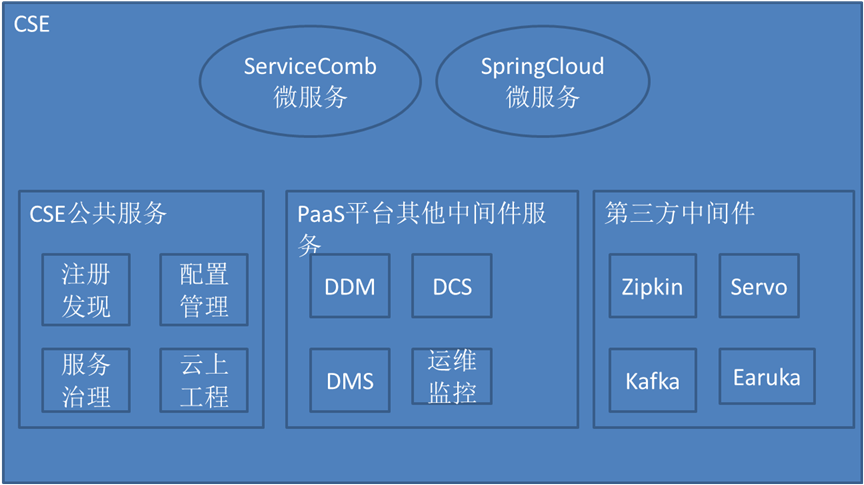 CSE
ServiceComb
微服务
SpringCloud
微服务
CSE公共服务
注册
发现
配置
管理
服务
治理
云上
工程
PaaS平台其他中间件服
务
DDM
DCS
DMS
运维
监控
第三方中间件
Zipkin
Servo
Kafka
Earuka